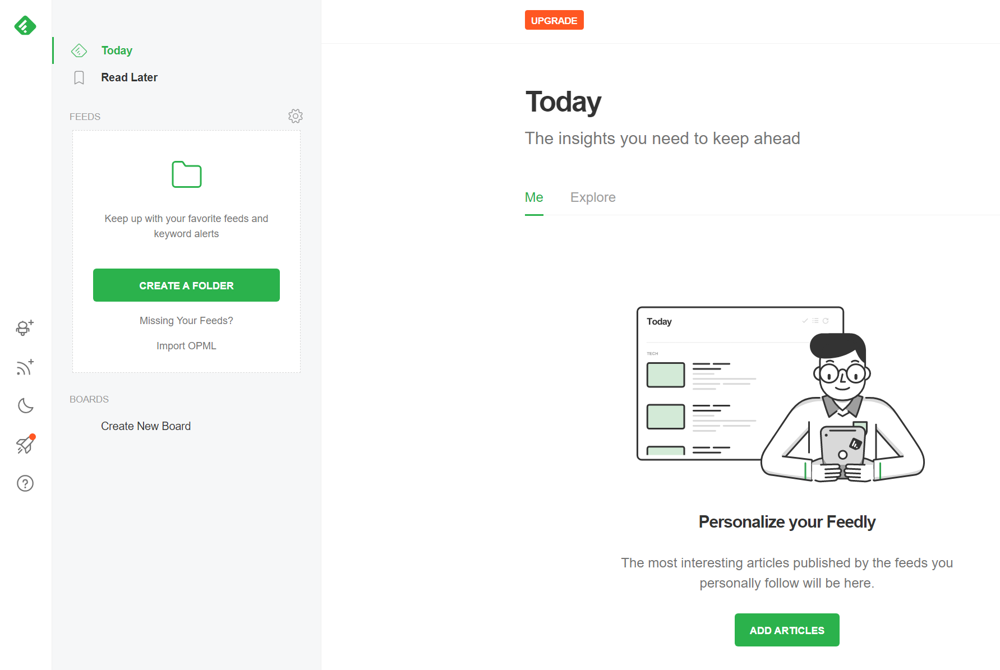 UPGRADE
Today
Read Later
FEEDS
Keep up with your favorite feeds and
keyword alerts
CREATE A FOLDER
Missing Your Feeds?
Import OPML
BOARDS
Create New Board
Today
The insights you need to keep ahead
Me
Explore
Today
TECH
Personalize your Feedly
The most interesting articles published by the feeds you
personally follow will be here.
ADD ARTICLES